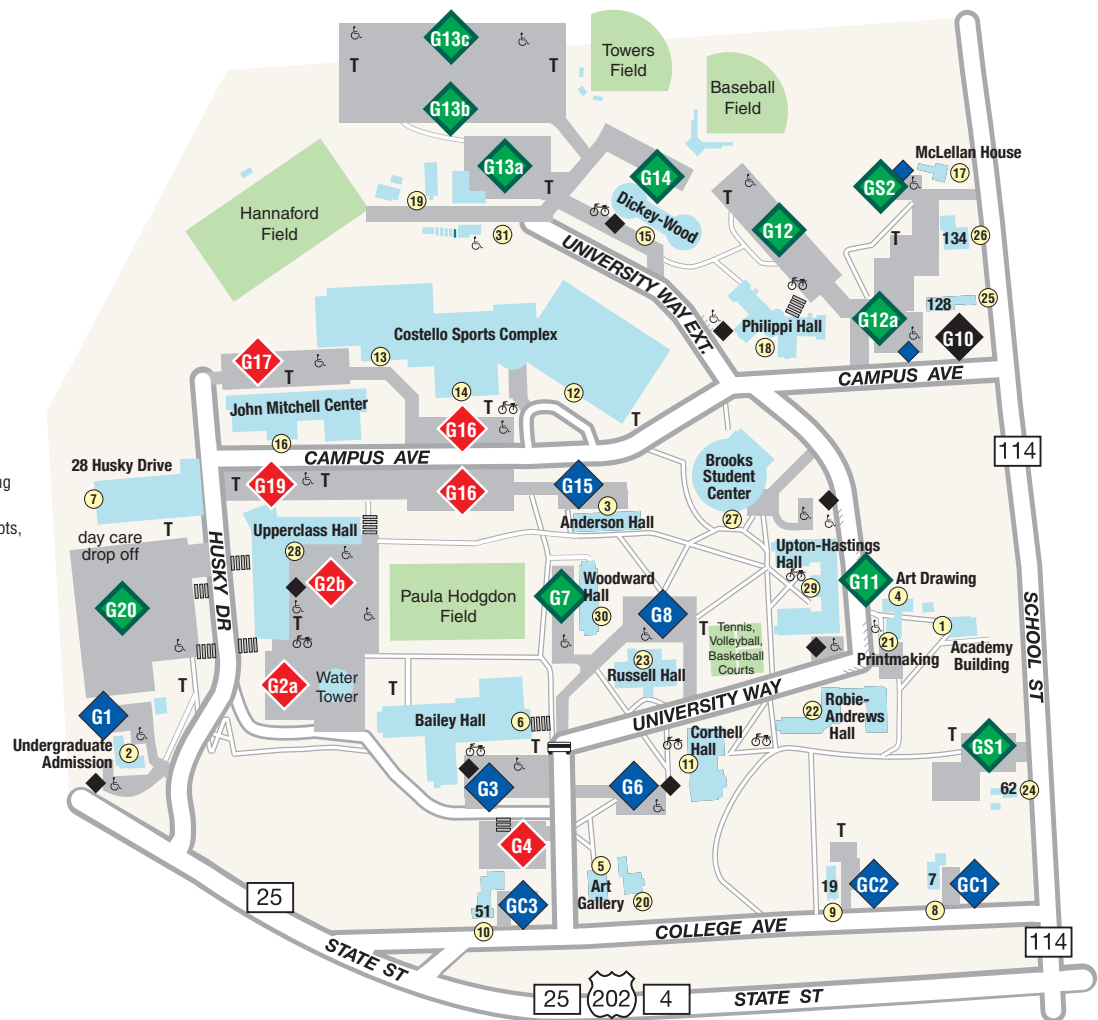 G13c
T
T
Towers
Field
G13b
Baseball
Field
G13a
T
G14
McLellan House
17
GS2
19
Hannaford
Field
31
Dickey-Wood
15
T
G12
T
134
26
UNIVERSITY WAY EXT.
128
25
G12a
G10
Philippi Hall
18
Costello Sports Complex
13
14
12
G17
T
CAMPUS AVE
John Mitchell Center
16
T
G16
T
114
CAMPUS AVE
28 Husky Drive
7
ng
ots,
T
G19
T
G16
G15
3
Anderson Hall
Brooks
Student
Center
27
day care
drop off
T
HUSKY DR
Upperclass Hall
28
G2b
T
Paula Hodgdon
Field
G7
Woodward
Hall
30
G8
T
Tennis,
Volleyball,
Basketball
Courts
Upton-Hastings
Hall
29
G11
Art Drawing
4
1
21
Printmaking
Academy
Building
SCHOOL ST
G20
T
G2a
Water
Tower
T
23
Russell Hall
UNIVERSITY WAY
G1
Undergraduate
Admission
2
Bailey Hall
6
T
Corthell
Hall
11
22
Robie-
Andrews
Hall
T
GS1
62
24
G3
G6
G4
T
5
Art
Gallery
20
51
10
GC3
19
9
GC2
7
8
GC1
25
COLLEGE AVE
114
STATE ST
25
202
4
STATE ST